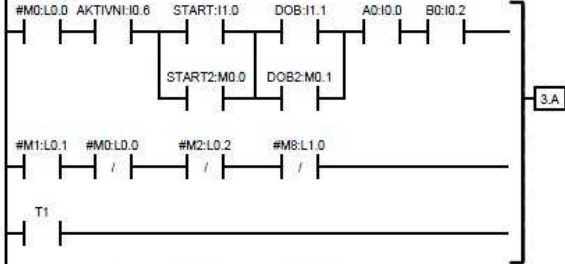 #M0:L0.0 AKTIVNI:I0.6 START:I1.0 DOB:I1.1 A0:I0.0 B0:I0.2
START2:M0.0 DOB2:M0.1
3.A
#M1:L0.1 #M0:L0.0 #M2:L0.2 #M8:L1.0
/ / /
T1